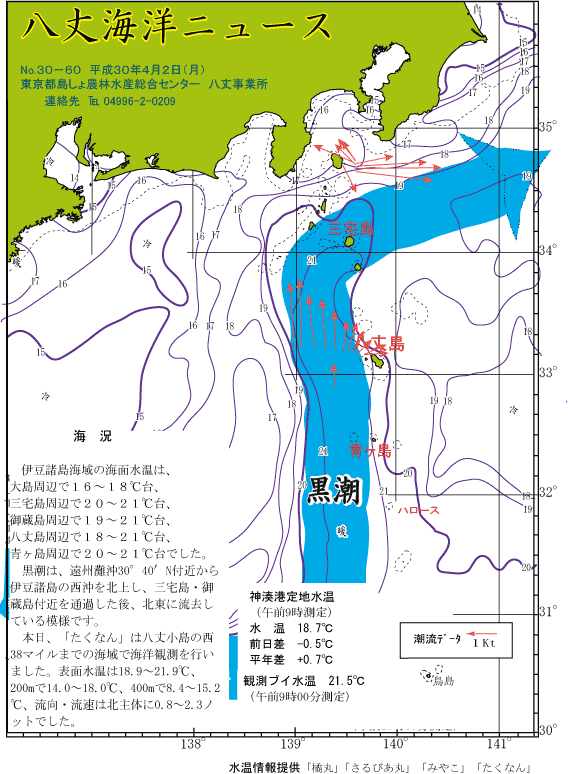 八丈海洋ニュース
No.30－60 平成30年4月2日(月)
東京都島しょ農林水産総合センター 八丈事業所
連絡先 ℡ 04996-2-0209
35°
34°
33°
32°
31°
30°
三宅島
八丈島
青ヶ島
ハロース
鳥島
黒潮
暖
冷
海 況
伊豆諸島海域の海面水温は、
大島周辺で１６～１８℃台、
三宅島周辺で２０～２１℃台、
御蔵島周辺で１９～２１℃台、
八丈島周辺で１８～２１℃台、
青ヶ島周辺で２０～２１℃台でした。
黒潮は、遠州灘沖30°40′N付近から
伊豆諸島の西沖を北上し、三宅島・御
蔵島付近を通過した後、北東に流去し
ている模様です。
本日、「たくなん」は八丈小島の西
38マイルまでの海域で海洋観測を行い
ました。表面水温は18.9～21.9℃、
200mで14.0～18.0℃、400mで8.4～15.2
℃、流向・流速は北主体に0.8～2.3ノ
ットでした。
神湊港定地水温
（午前9時測定）
水 温 18.7℃
前日差 －0.5℃
平年差 ＋0.7℃
観測ブイ水温 21.5℃
（午前9時00分測定）
潮流データ
1 Kt
138° 139° 140° 141°
水温情報提供「橘丸」「さるびあ丸」「みやこ」「たくなん」